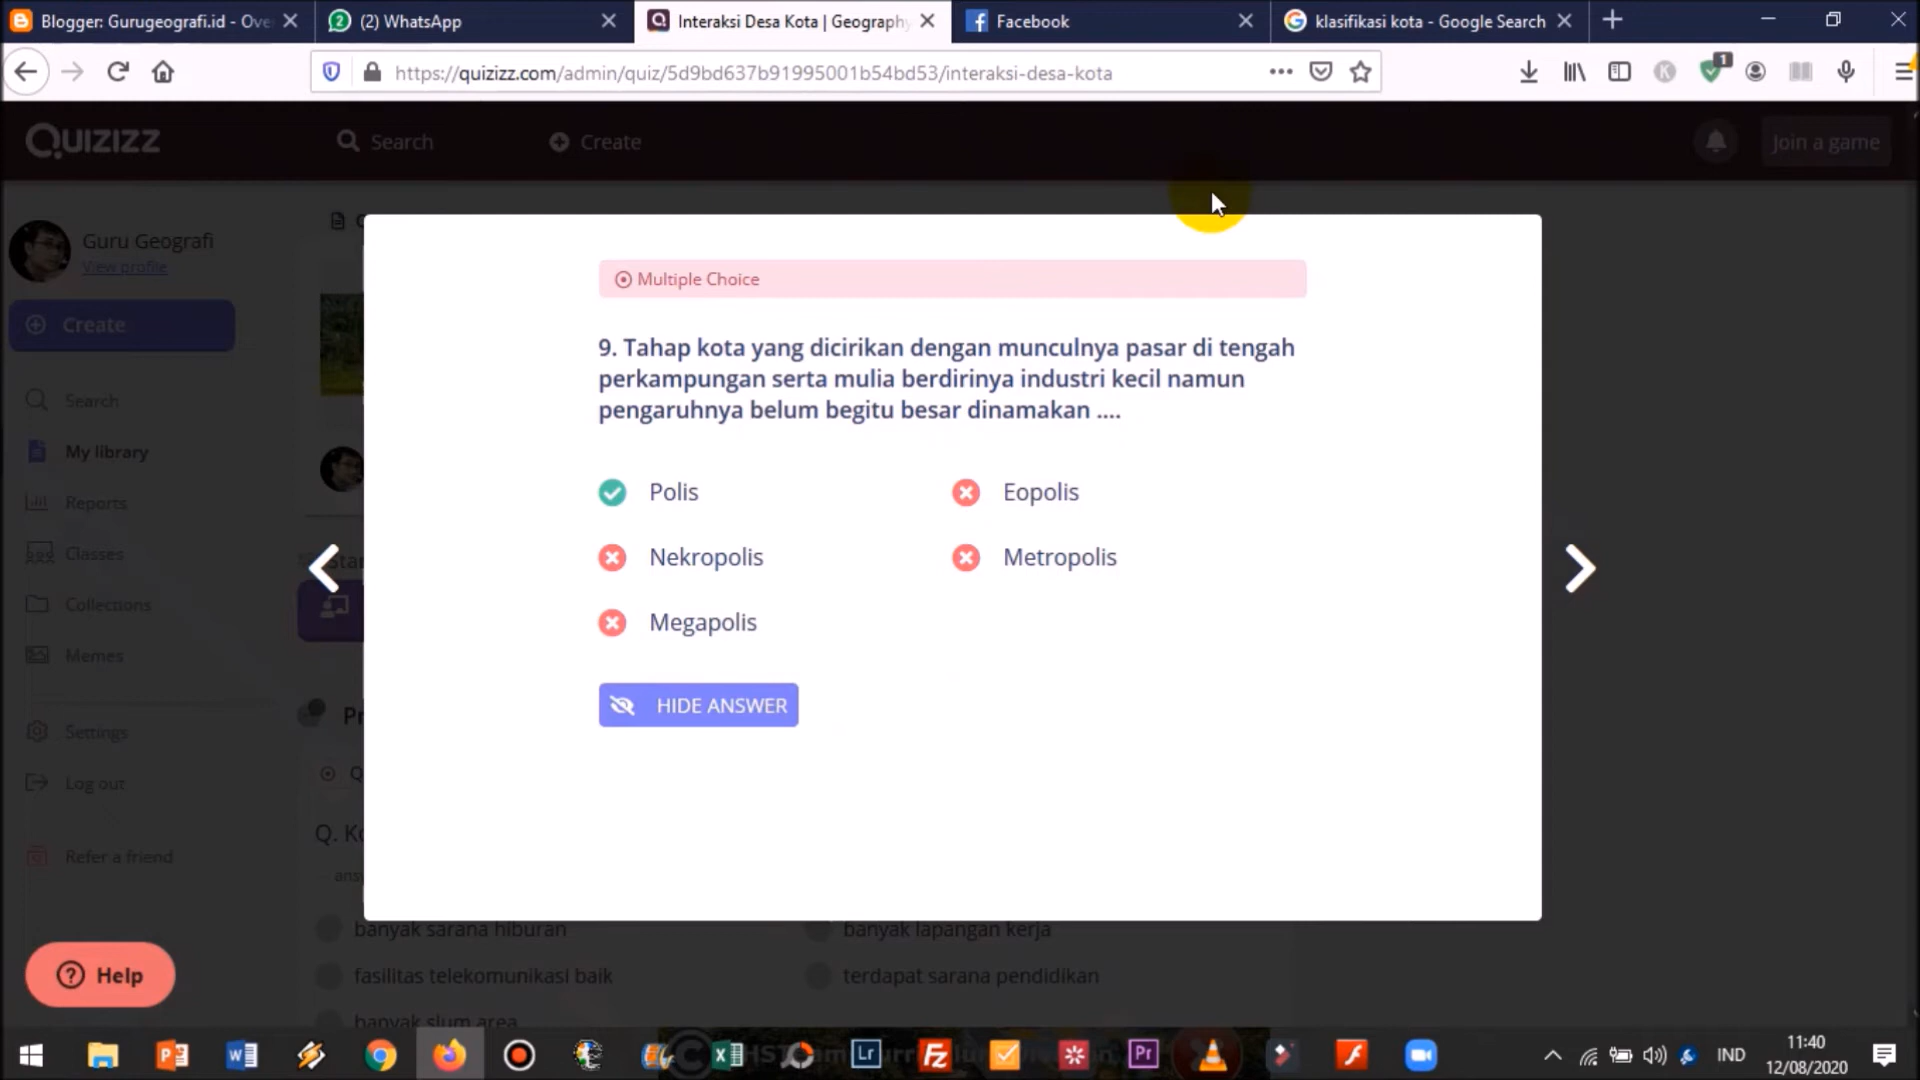 Blogger: Gurugeografi.id - Ove
(2) WhatsApp
Interaksi Desa Kota | Geography
Facebook
klasifikasi kota - Google Search
https://quizizz.com/admin/quiz/5d9bd637b91995001b54bd53/interaksi-desa-kota
1
QUIZIZZ
Search
Create
Join a game
Guru Geografi
View profile
Create
Search
My library
Reports
Classes
Collections
Memes
Settings
Log out
Refer a friend
Help
Multiple Choice
9. Tahap kota yang dicirikan dengan munculnya pasar di tengah
perkampungan serta mulia berdirinya industri kecil namun
pengaruhnya belum begitu besar dinamakan ....
Polis
Eopolis
Nekropolis
Metropolis
Megapolis
HIDE ANSWER
Q. Ko
banyak sarana hiburan
banyak lapangan kerja
fasilitas telekomunikasi baik
terdapat sarana pendidikan
banyak slum area
IND
11:40
12/08/2020